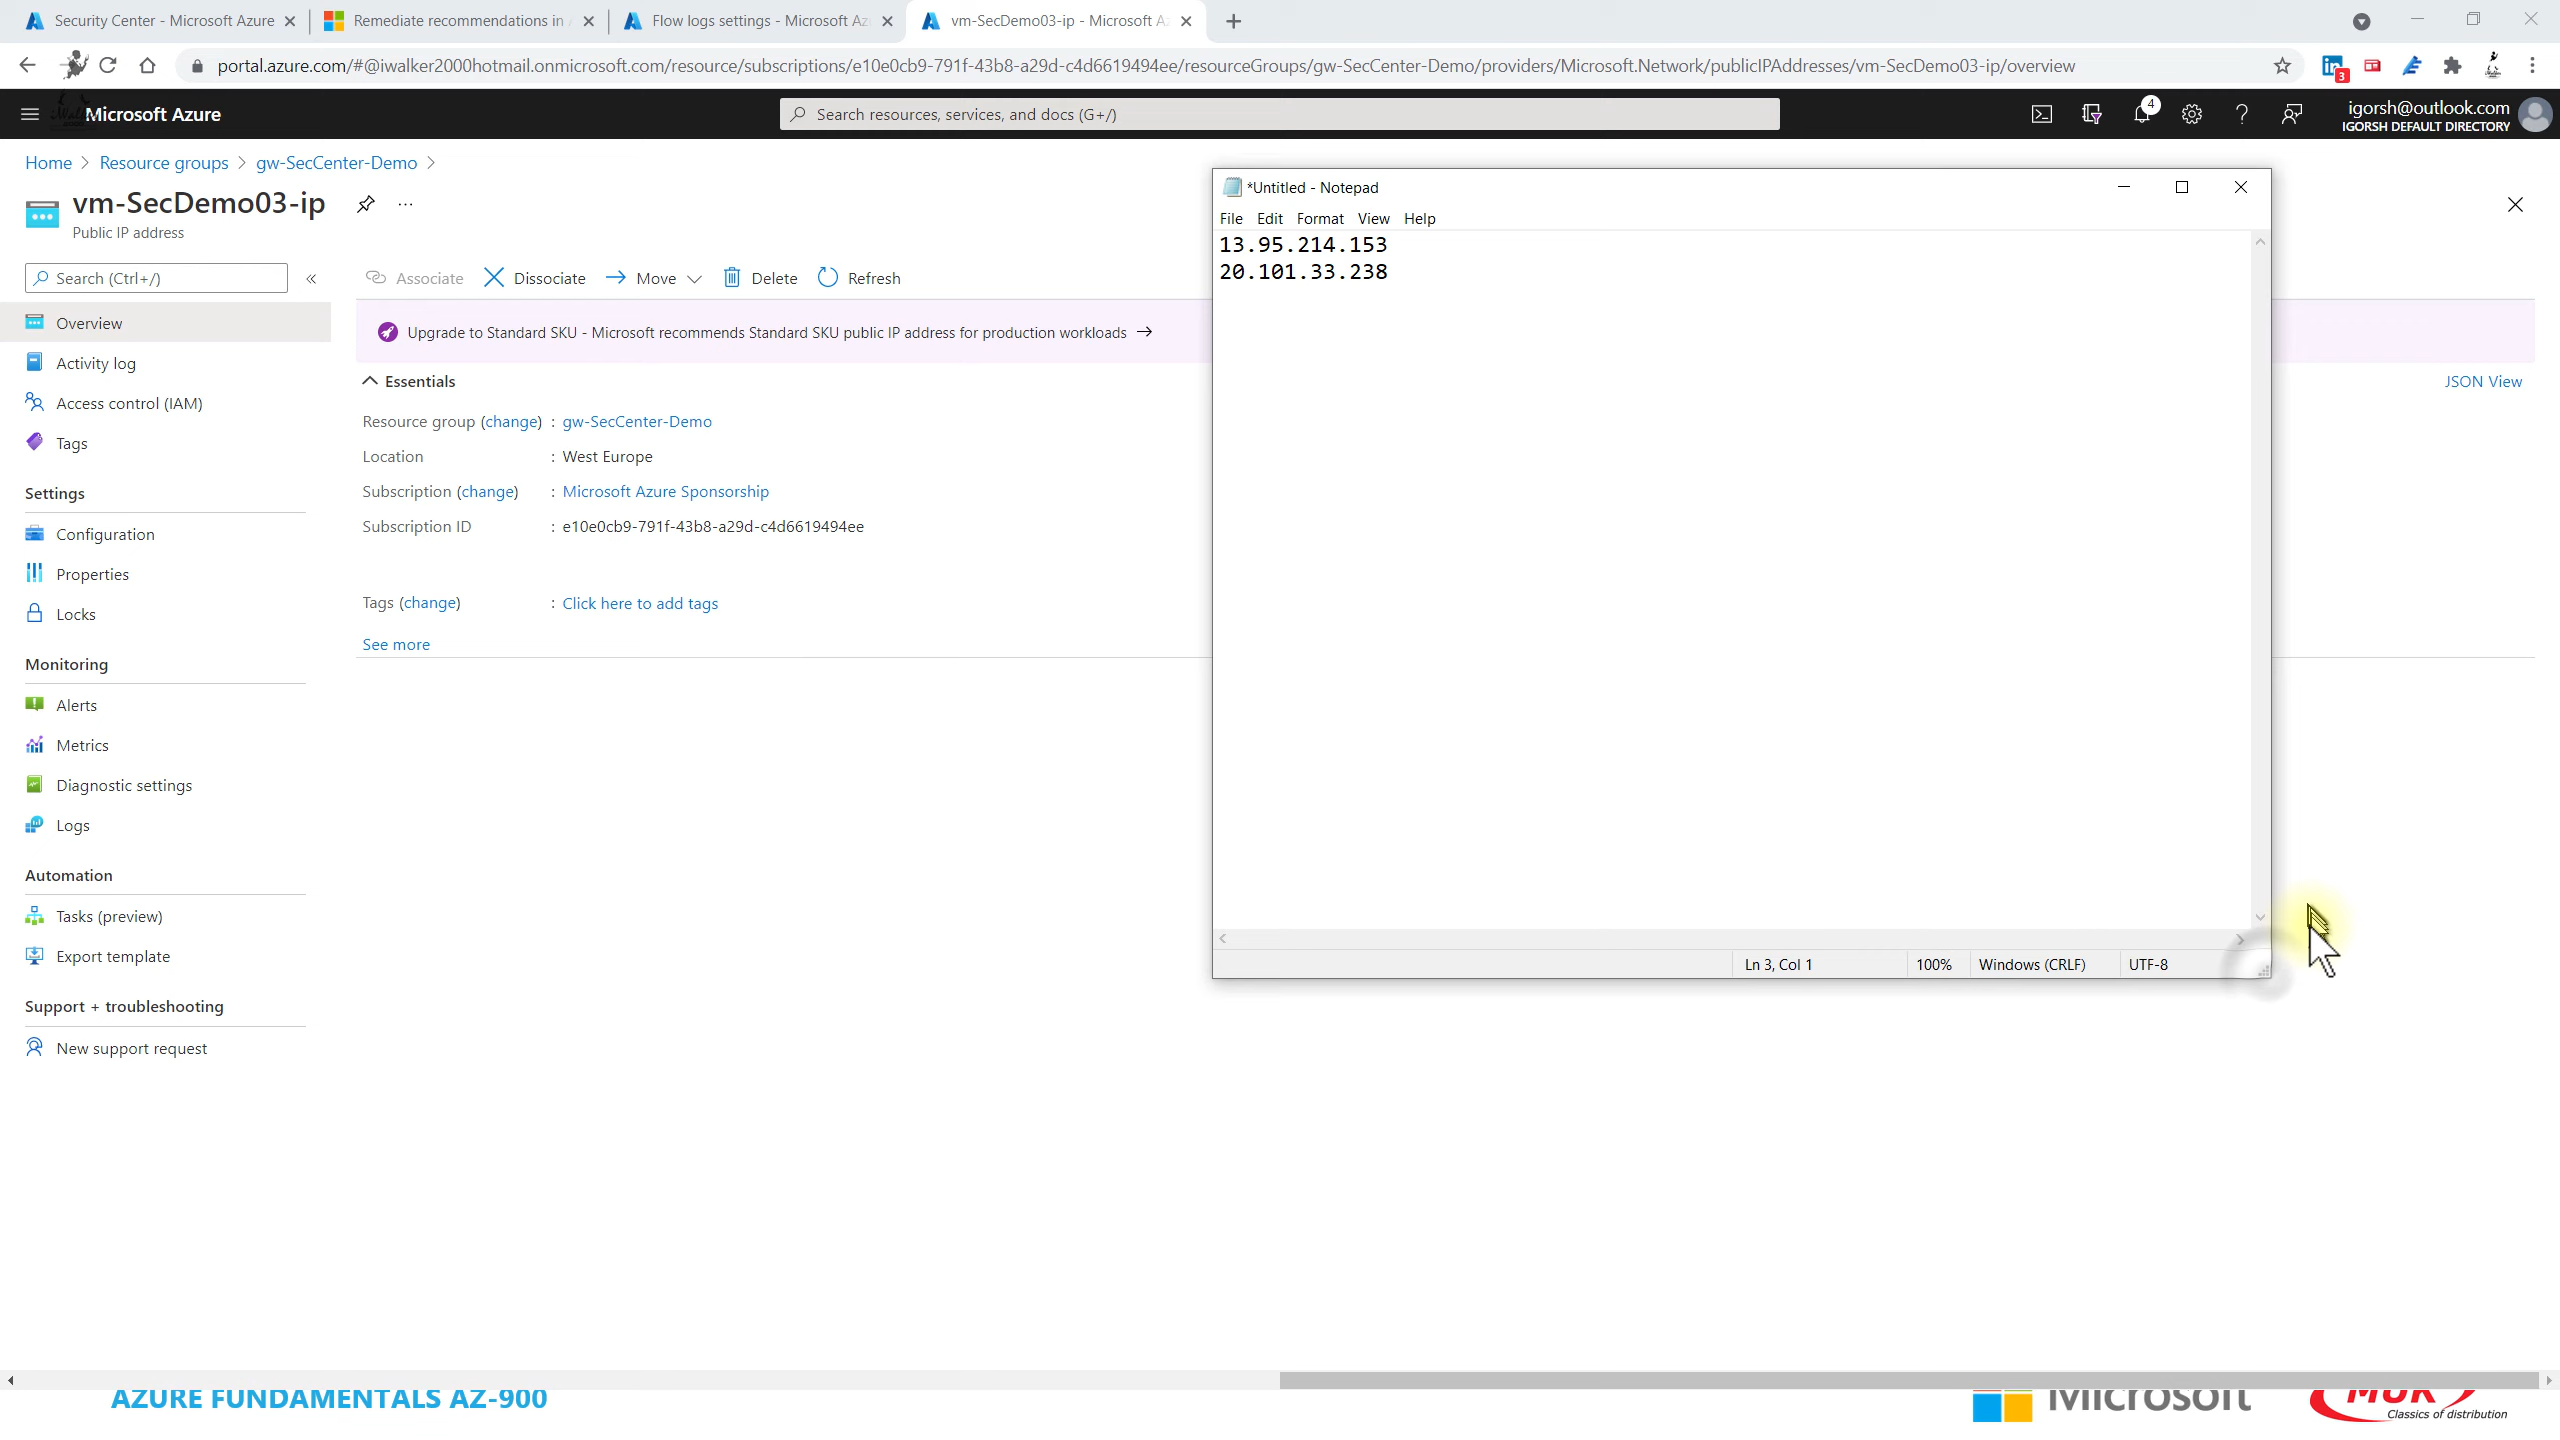 Security Center - Microsoft Azure
Remediate recommendations in
Flow logs settings - Microsoft Az
vm-SecDemo03-ip - Microsoft Az
portal.azure.com/#@iwalker2000hotmail.onmicrosoft.com/resource/subscriptions/e10e0cb9-791f-43b8-a29d-c4d6619494ee/resourceGroups/gw-SecCenter-Demo/providers/Microsoft.Network/publicIPAddresses/vm-SecDemo03-ip/overview
3
Microsoft Azure
Search resources, services, and docs (G+/)
4
igorsh@outlook.com
IGORSH DEFAULT DIRECTORY
Home > Resource groups > gw-SecCenter-Demo >
vm-SecDemo03-ip
Public IP address
Search (Ctrl+/)
Overview
Activity log
Access control (IAM)
Tags
Settings
Configuration
Properties
Locks
Monitoring
Alerts
Metrics
Diagnostic settings
Logs
Automation
Tasks (preview)
Export template
Support + troubleshooting
New support request
Associate Dissociate Move Delete Refresh
Upgrade to Standard SKU - Microsoft recommends Standard SKU public IP address for production workloads →
Essentials
JSON View
Resource group (change) : gw-SecCenter-Demo
Location : West Europe
Subscription (change) : Microsoft Azure Sponsorship
Subscription ID : e10e0cb9-791f-43b8-a29d-c4d6619494ee
Tags (change) : Click here to add tags
See more
*Untitled - Notepad
File Edit Format View Help
13.95.214.153
20.101.33.238
Ln 3, Col 1 100% Windows (CRLF) UTF-8
AZURE FUNDAMENTALS AZ-900
Microsoft
MUK
Classics of distribution